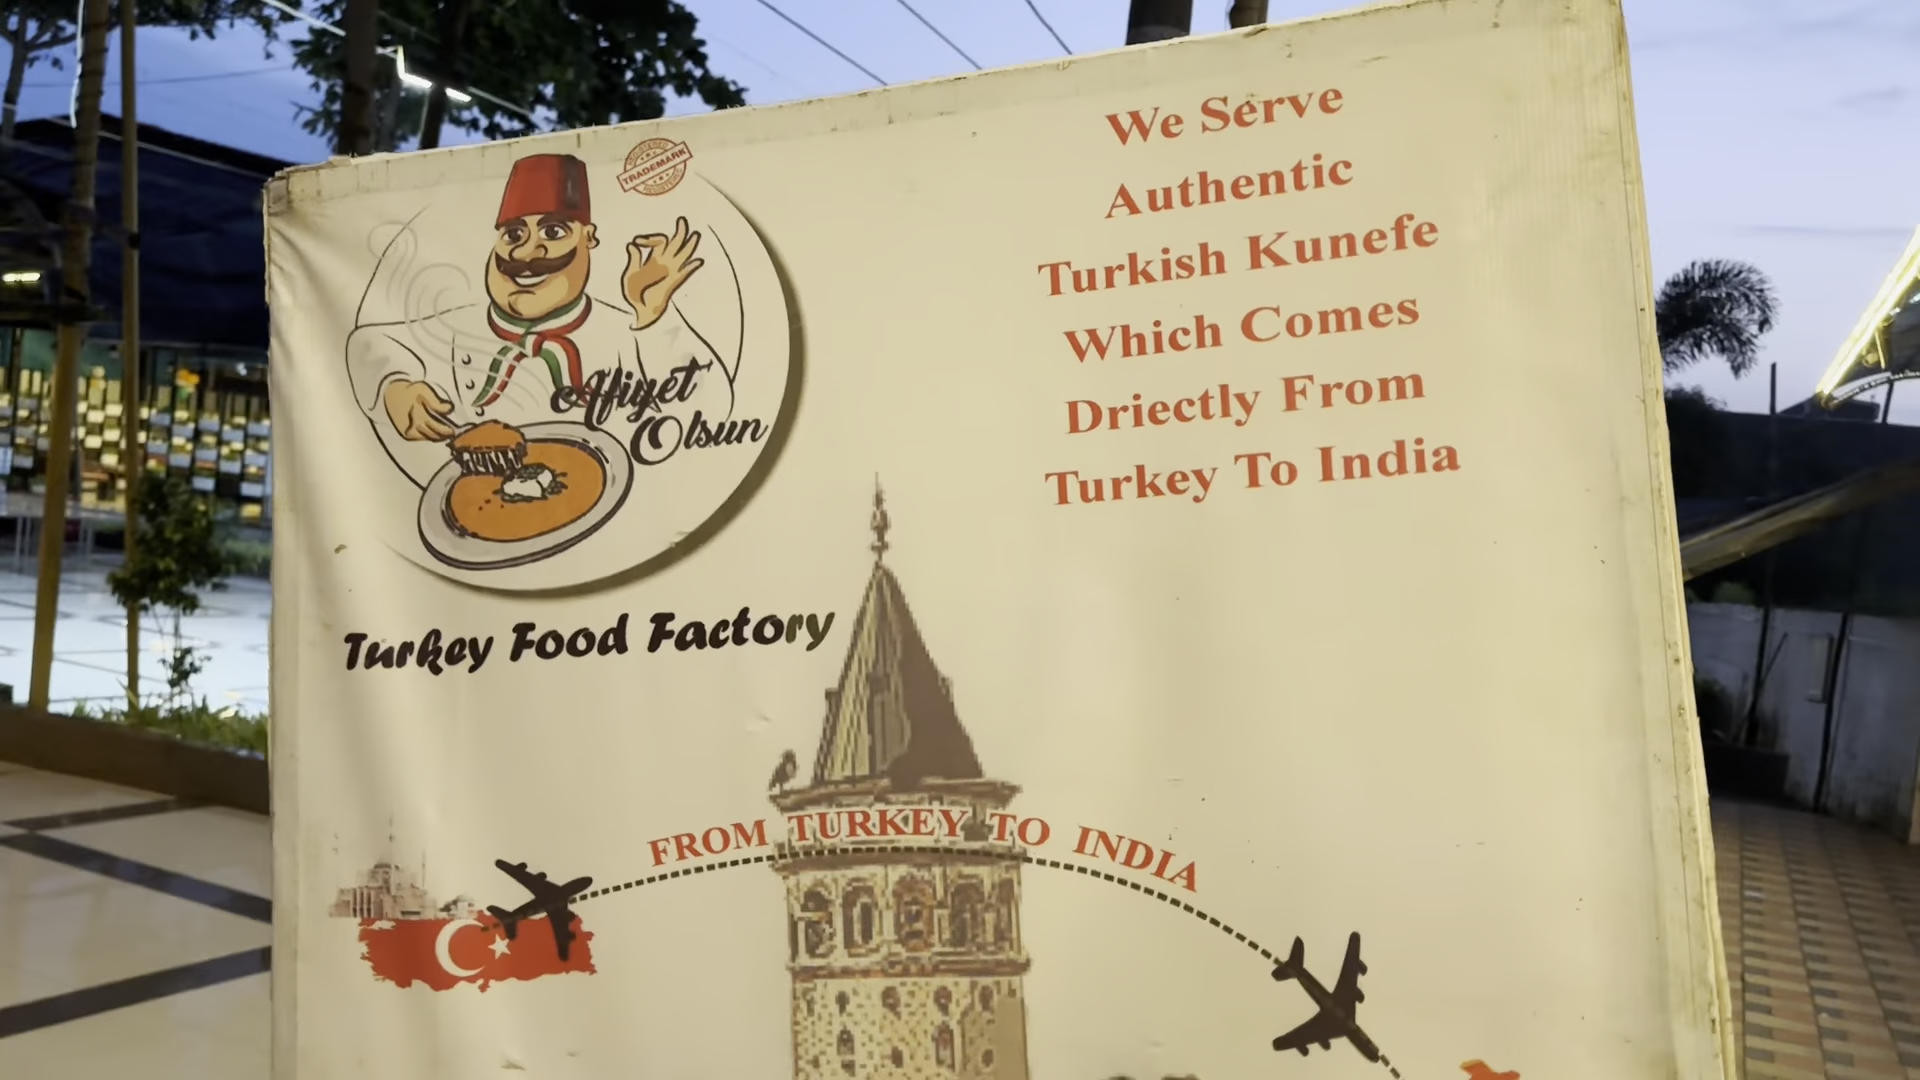 TRADEMARK
Afiyet
Olsun
Turkey Food Factory
We Serve
Authentic
Turkish Kunefe
Which Comes
Driectly From
Turkey To India
FROM TURKEY TO INDIA